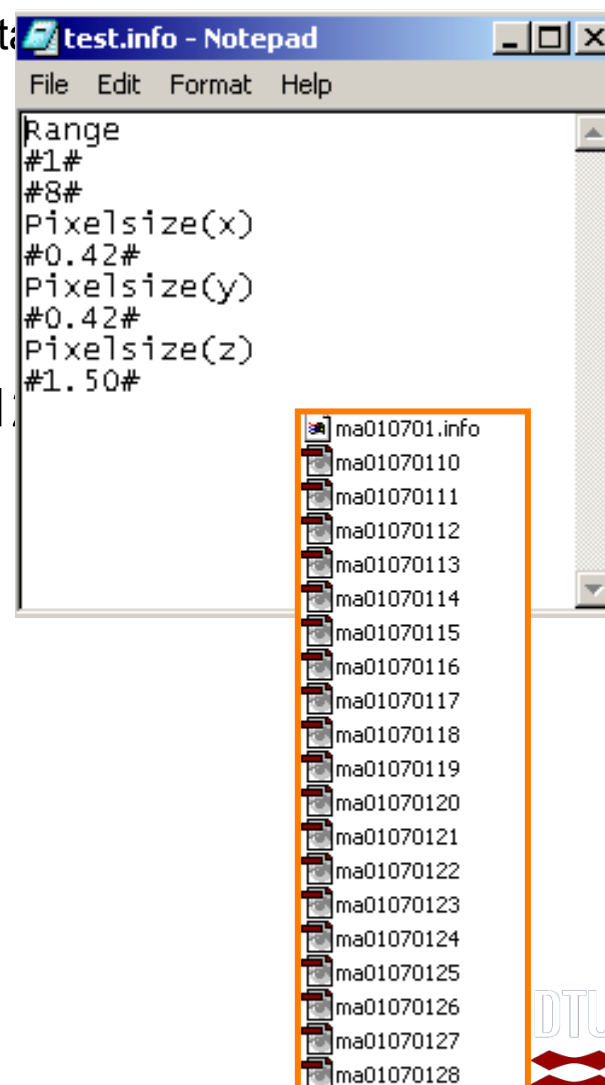 test.info - Notepad
File Edit Format Help
Range
#1#
#8#
Pixelsize(x)
#0.42#
Pixelsize(y)
#0.42#
Pixelsize(z)
#1.50#
ma010701.info
ma01070110
ma01070111
ma01070112
ma01070113
ma01070114
ma01070115
ma01070116
ma01070117
ma01070118
ma01070119
ma01070120
ma01070121
ma01070122
ma01070123
ma01070124
ma01070125
ma01070126
ma01070127
ma01070128
DTU